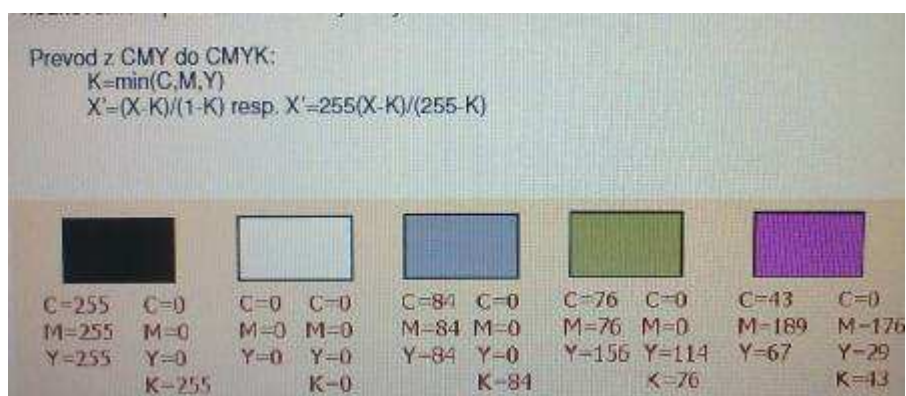 Prevod z CMY do CMYK:
K=min(C,M,Y)
X'=(X-K)/(1-K) resp. X'=255(X-K)/(255-K)
C=255 C=0 C=0 C=0 C=84 C=0 C=76 C=0 C=43 C=0
M=255 M=0 M=0 M=0 M=84 M=0 M=76 M=0 M=189 M=176
Y=255 Y=0 Y=0 Y=0 Y=84 Y=0 Y=156 Y=114 Y=67 Y=29
K=255 K=0 K=84 K=76 K=43